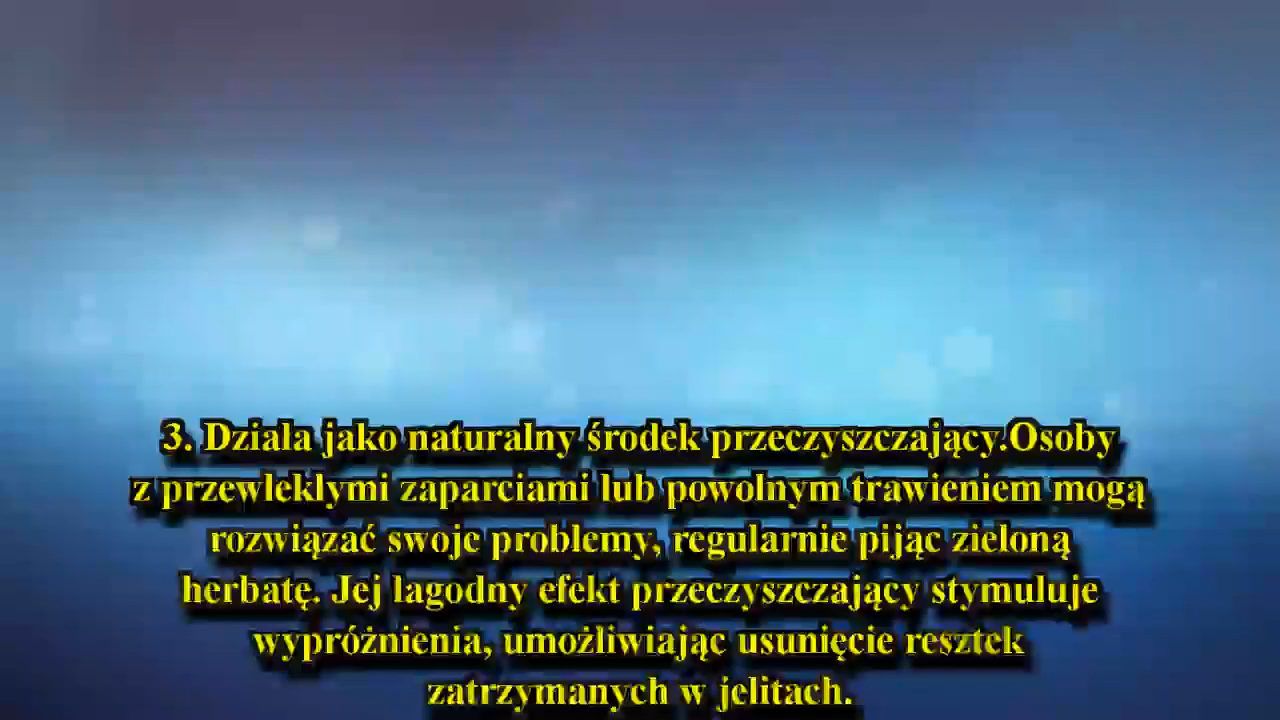 3. Działa jako naturalny środek przeczyszczający.Osoby
z przewlekłymi zaparciami lub powolnym trawieniem mogą
rozwiązać swoje problemy, regularnie pijąc zieloną
herbatę. Jej łagodny efekt przeczyszczający stymuluje
wypróżnienia, umożliwiając usunięcie resztek
zatrzymanych w jelitach.